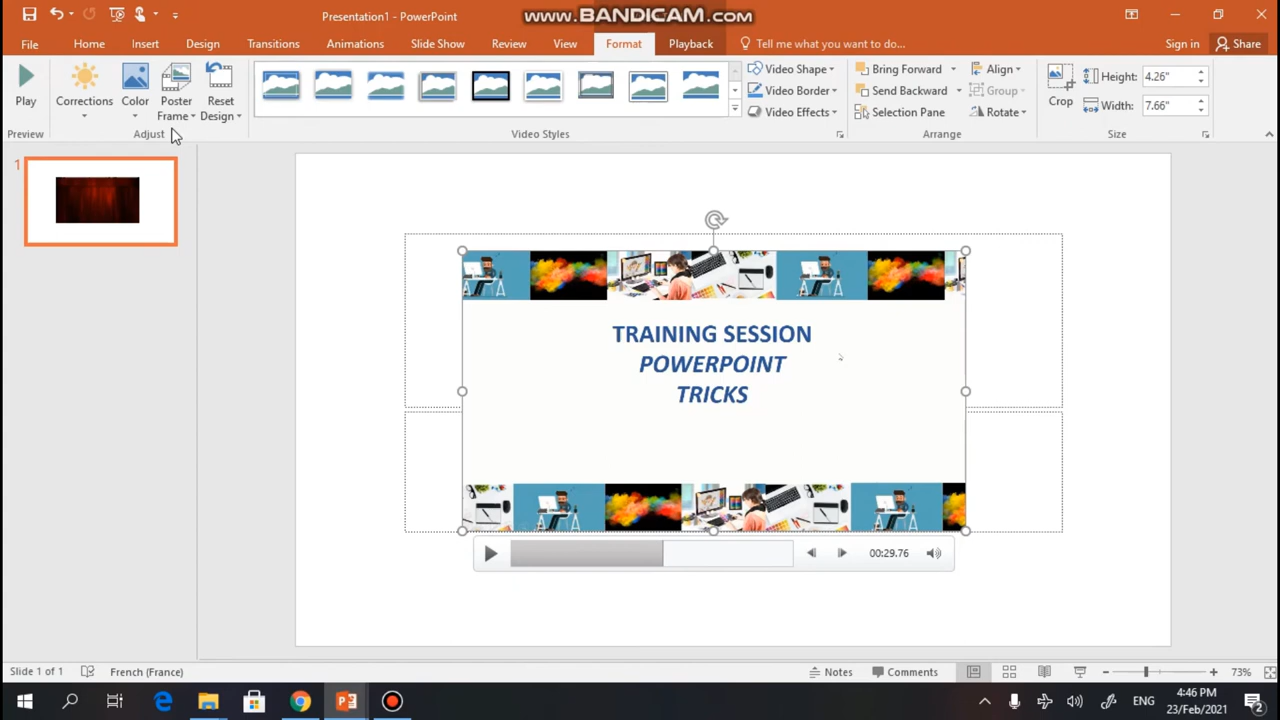 Presentation1 - PowerPoint
www.BANDICAM.com
File Home Insert Design Transitions Animations Slide Show Review View Format Playback Tell me what you want to do... Sign in Share
Play
Corrections
Color
Poster Frame
Reset Design
Video Shape
Video Border
Video Effects
Bring Forward
Send Backward
Selection Pane
Align
Group
Rotate
Crop
Height: 4.26"
Width: 7.66"
Preview Adjust Video Styles Arrange Size
1
TRAINING SESSION
POWERPOINT
TRICKS
00:29.76
Slide 1 of 1 French (France) Notes Comments 73%
ENG
4:46 PM
23/Feb/2021
2